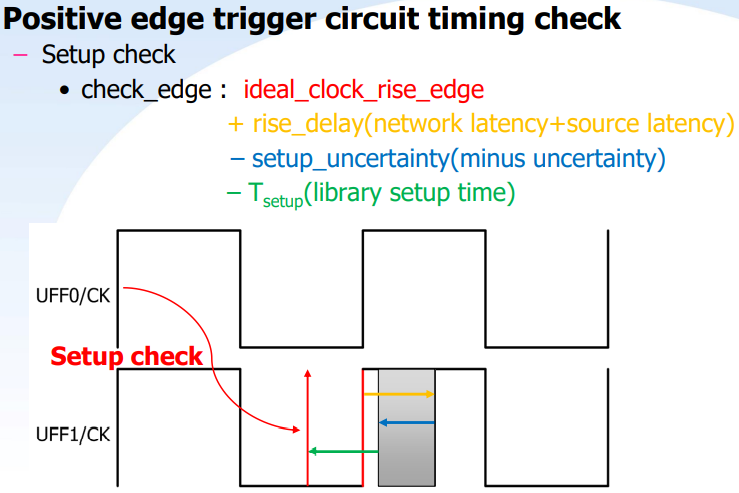 Positive edge trigger circuit timing check
– Setup check
• check_edge : ideal_clock_rise_edge
+ rise_delay(network latency+source latency)
– setup_uncertainty(minus uncertainty)
– Tsetup(library setup time)
UFF0/CK
Setup check
UFF1/CK